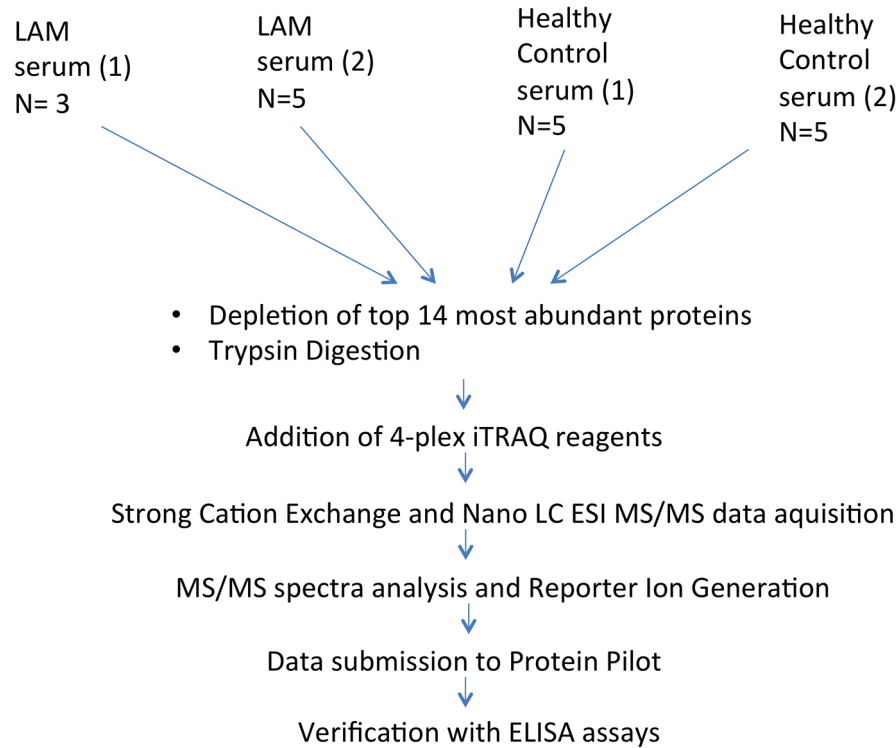 LAM
serum (1)
N= 3
LAM
serum (2)
N=5
Healthy
Control
serum (1)
N=5
Healthy
Control
serum (2)
N=5
• Depletion of top 14 most abundant proteins
• Trypsin Digestion
Addition of 4-plex iTRAQ reagents
Strong Cation Exchange and Nano LC ESI MS/MS data aquisition
MS/MS spectra analysis and Reporter Ion Generation
Data submission to Protein Pilot
Verification with ELISA assays